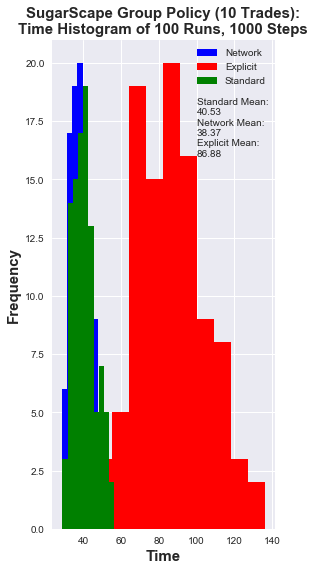 SugarScape Group Policy (10 Trades):
Time Histogram of 100 Runs, 1000 Steps
Network
Explicit
Standard
Standard Mean:
40.53
Network Mean:
38.37
Explicit Mean:
86.88
Frequency
20.0
17.5
15.0
12.5
10.0
7.5
5.0
2.5
0.0
40 60 80 100 120 140
Time